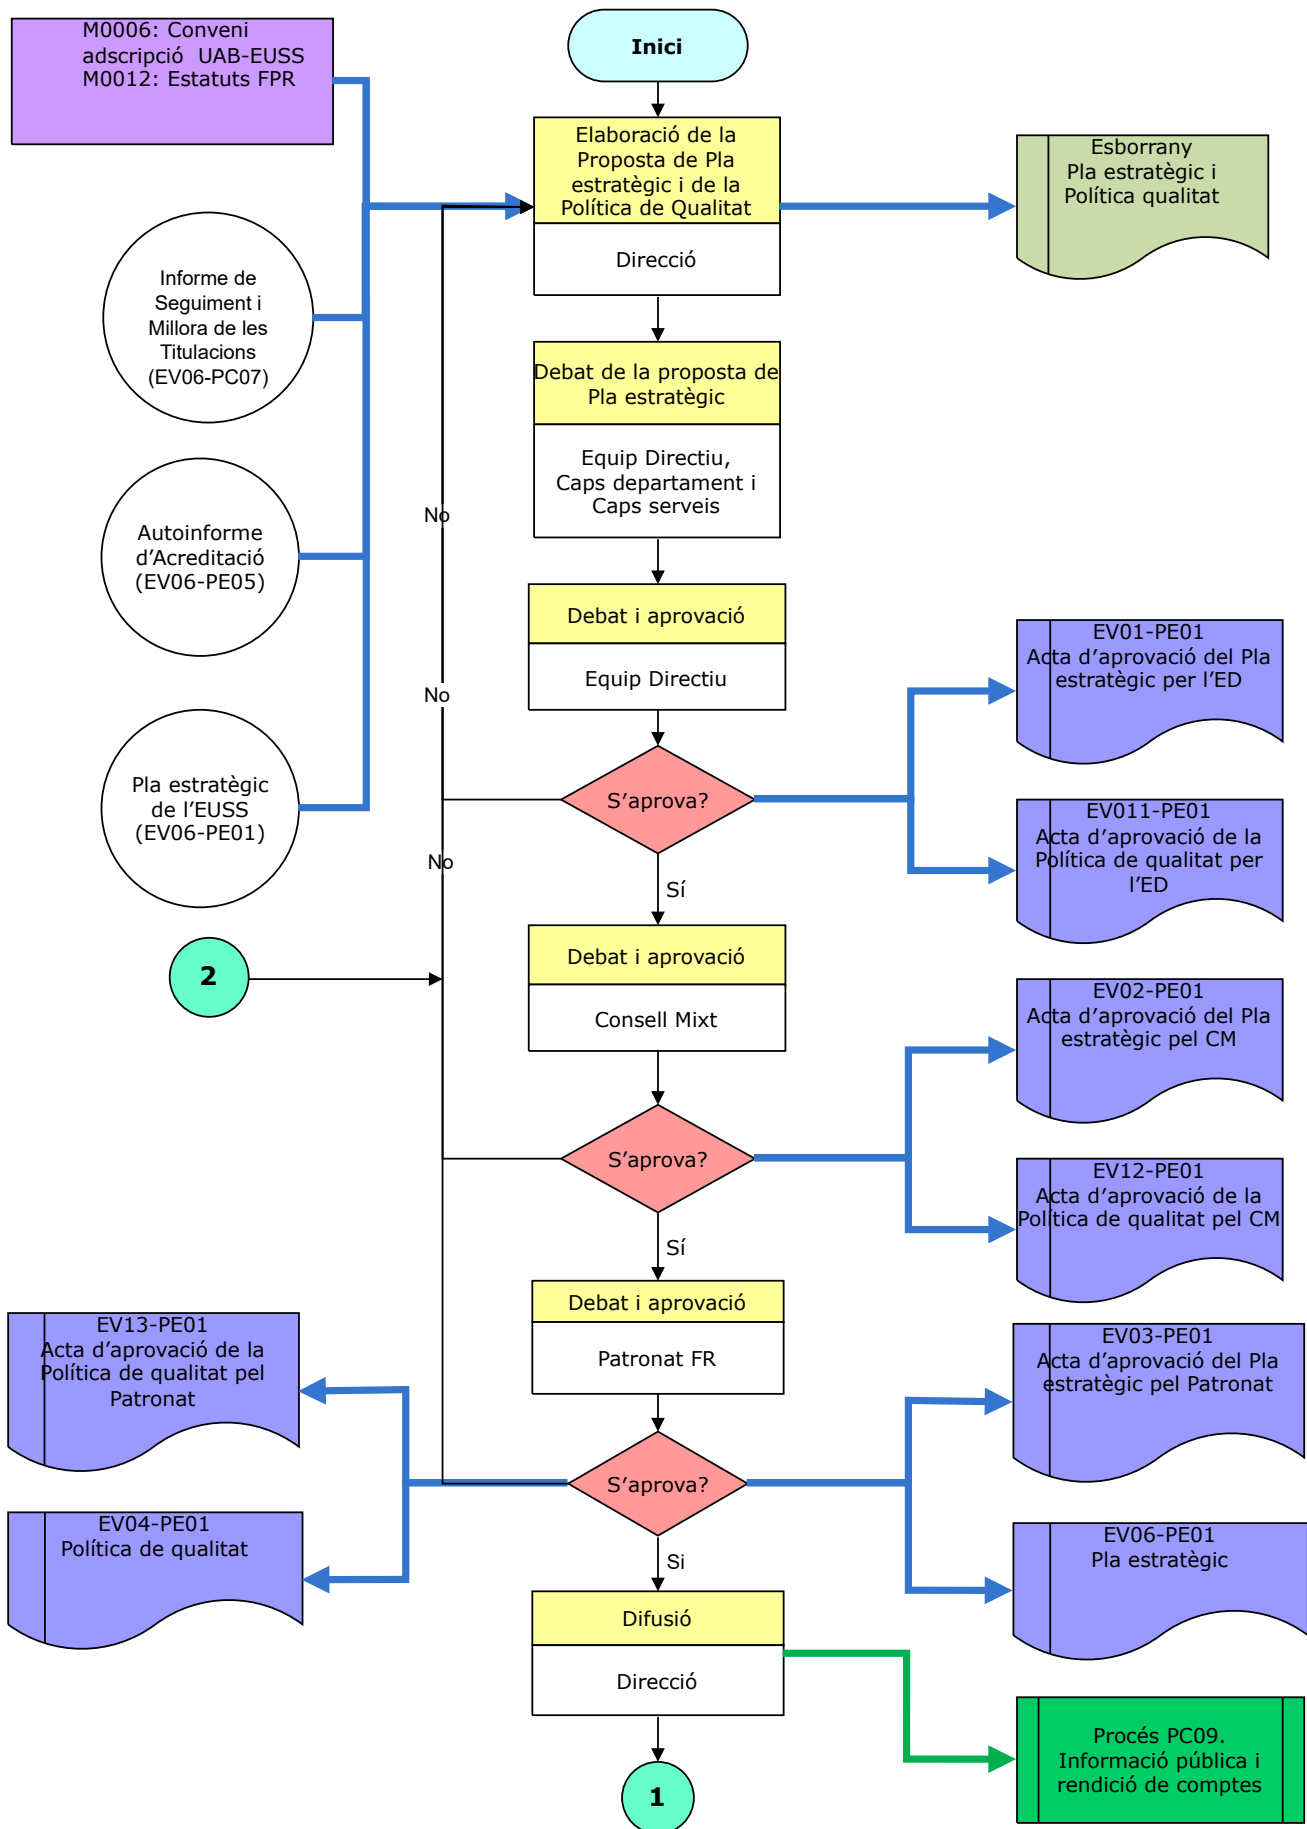 M0006: Conveni
adscripció UAB-EUSS
M0012: Estatuts FPR
Inici
Elaboració de la
Proposta de Pla
estratègic i de la
Política de Qualitat
Direcció
Esborrany
Pla estratègic i
Política qualitat
Informe de
Seguiment i
Millora de les
Titulacions
(EV06-PC07)
Debat de la proposta de
Pla estratègic
Equip Directiu,
Caps departament i
Caps serveis
No
Autoinforme
d’Acreditació
(EV06-PE05)
Debat i aprovació
Equip Directiu
EV01-PE01
Acta d’aprovació del Pla
estratègic per l’ED
No
Pla estratègic
de l’EUSS
(EV06-PE01)
S’aprova?
EV011-PE01
Acta d’aprovació de la
Política de qualitat per
l’ED
No
Sí
2
Debat i aprovació
Consell Mixt
EV02-PE01
Acta d’aprovació del Pla
estratègic pel CM
S’aprova?
EV12-PE01
Acta d’aprovació de la
Política de qualitat pel CM
Sí
Debat i aprovació
Patronat FR
EV13-PE01
Acta d’aprovació de la
Política de qualitat pel
Patronat
EV03-PE01
Acta d’aprovació del Pla
estratègic pel Patronat
S’aprova?
EV04-PE01
Política de qualitat
EV06-PE01
Pla estratègic
Si
Difusió
Direcció
Procés PC09.
Informació pública i
rendició de comptes
1